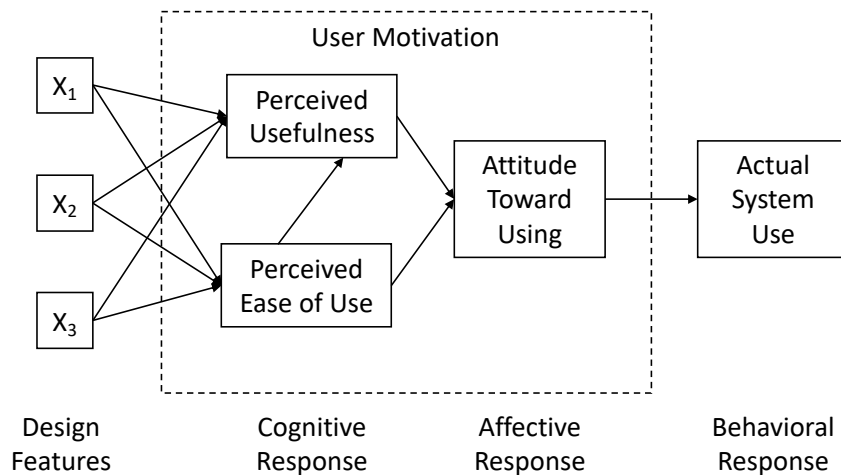 User Motivation
X₁
Perceived
Usefulness
X₂
Attitude
Toward
Using
Actual
System
Use
Perceived
Ease of Use
X₃
Design
Features
Cognitive
Response
Affective
Response
Behavioral
Response